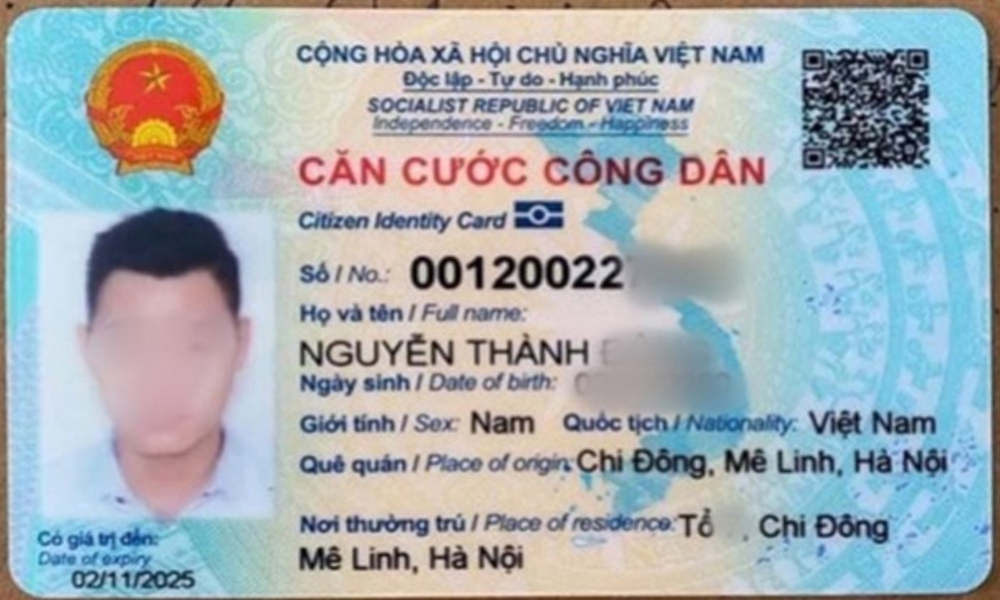 CỘNG HÒA XÃ HỘI CHỦ NGHĨA VIỆT NAM
Độc lập - Tự do - Hạnh phúc
SOCIALIST REPUBLIC OF VIET NAM
Independence - Freedom - Happiness
CĂN CƯỚC CÔNG DÂN
Citizen Identity Card
Số / No.: 00120022
Họ và tên / Full name:
NGUYỄN THÀNH
Ngày sinh / Date of birth:
Giới tính / Sex: Nam Quốc tịch / Nationality: Việt Nam
Quê quán / Place of origin: Chi Đông, Mê Linh, Hà Nội
Nơi thường trú / Place of residence: Tổ , Chi Đông
Mê Linh, Hà Nội
Có giá trị đến:
Date of expiry
02/11/2025